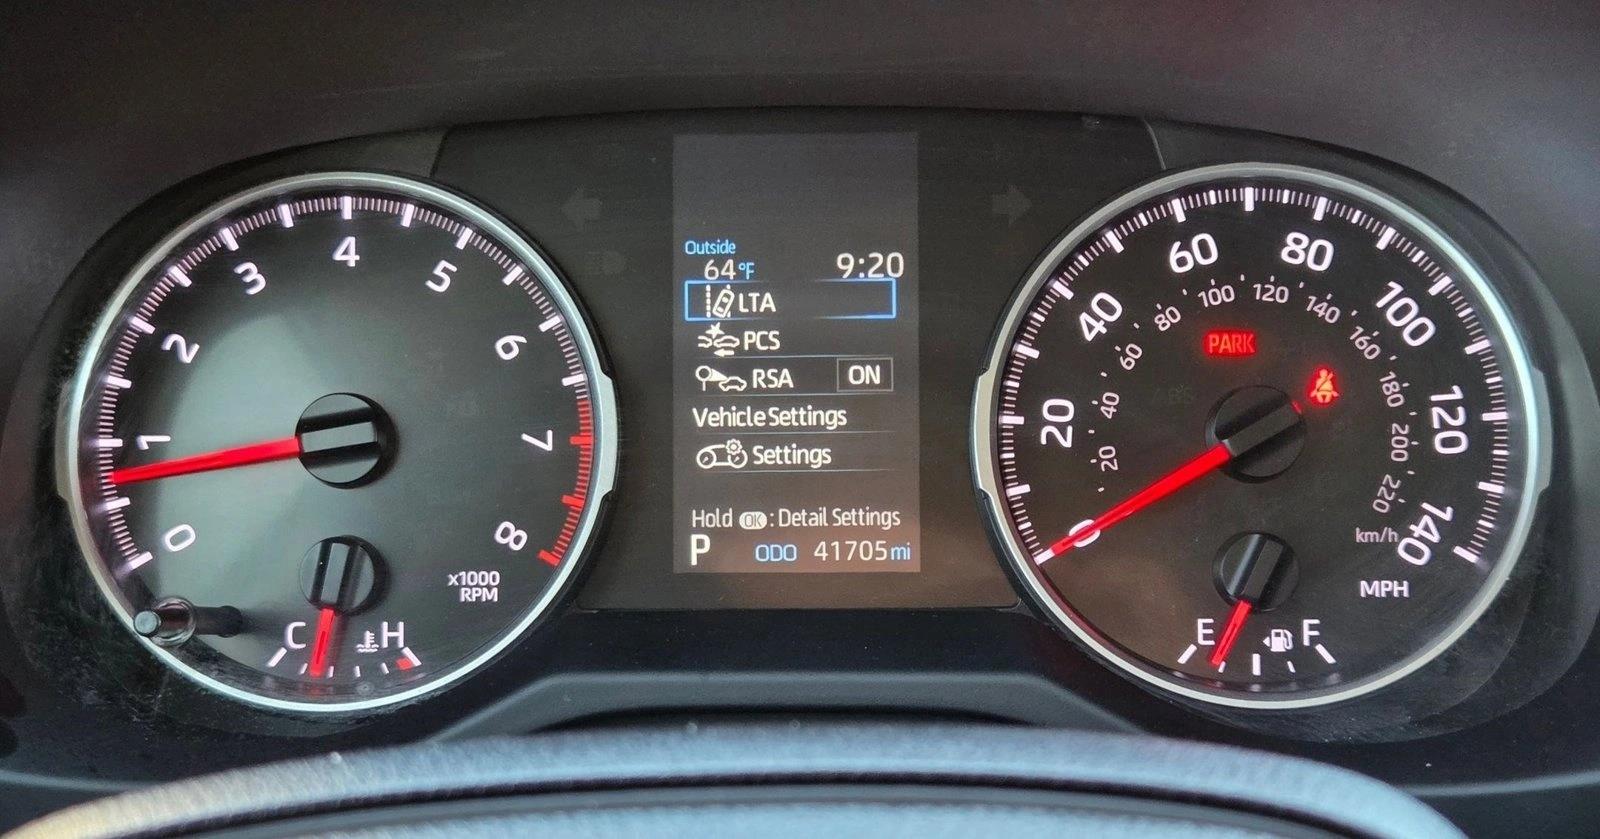 0
1
2
3
4
5
6
7
8
x1000
RPM
C H
Outside
64°F 9:20
LTA
PCS
RSA ON
Vehicle Settings
Settings
Hold OK : Detail Settings
P ODO 41705 mi
0
20
40
60
80
100
120
140
MPH
20
40
60
80
100
120
140
160
180
200
220
km/h
PARK
ABS
E F